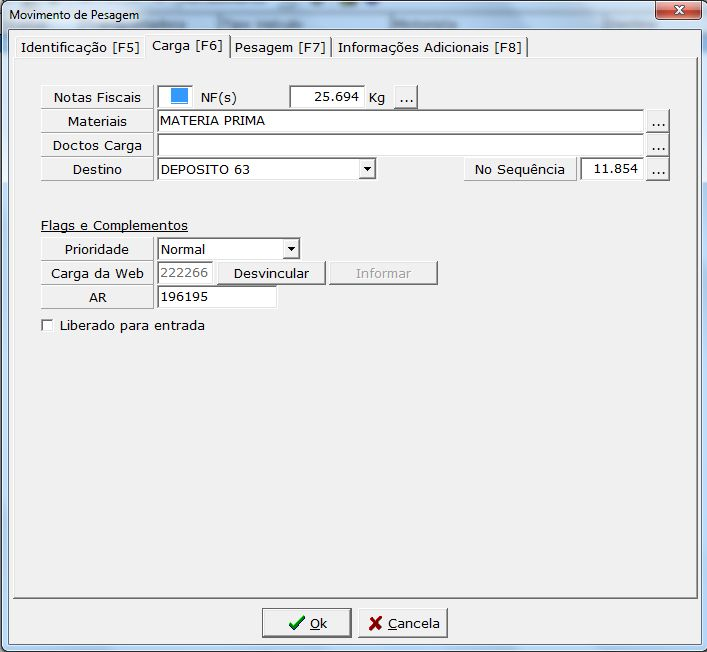 Movimento de Pesagem
Identificação [F5] Carga [F6] Pesagem [F7] Informações Adicionais [F8]
Notas Fiscais NF(s) 25.694 Kg ...
Materiais MATERIA PRIMA ...
Doctos Carga ...
Destino DEPOSITO 63 No Sequência 11.854 ...
Flags e Complementos
Prioridade Normal
Carga da Web 222266 Desvincular Informar
AR 196195
Liberado para entrada
Ok Cancela